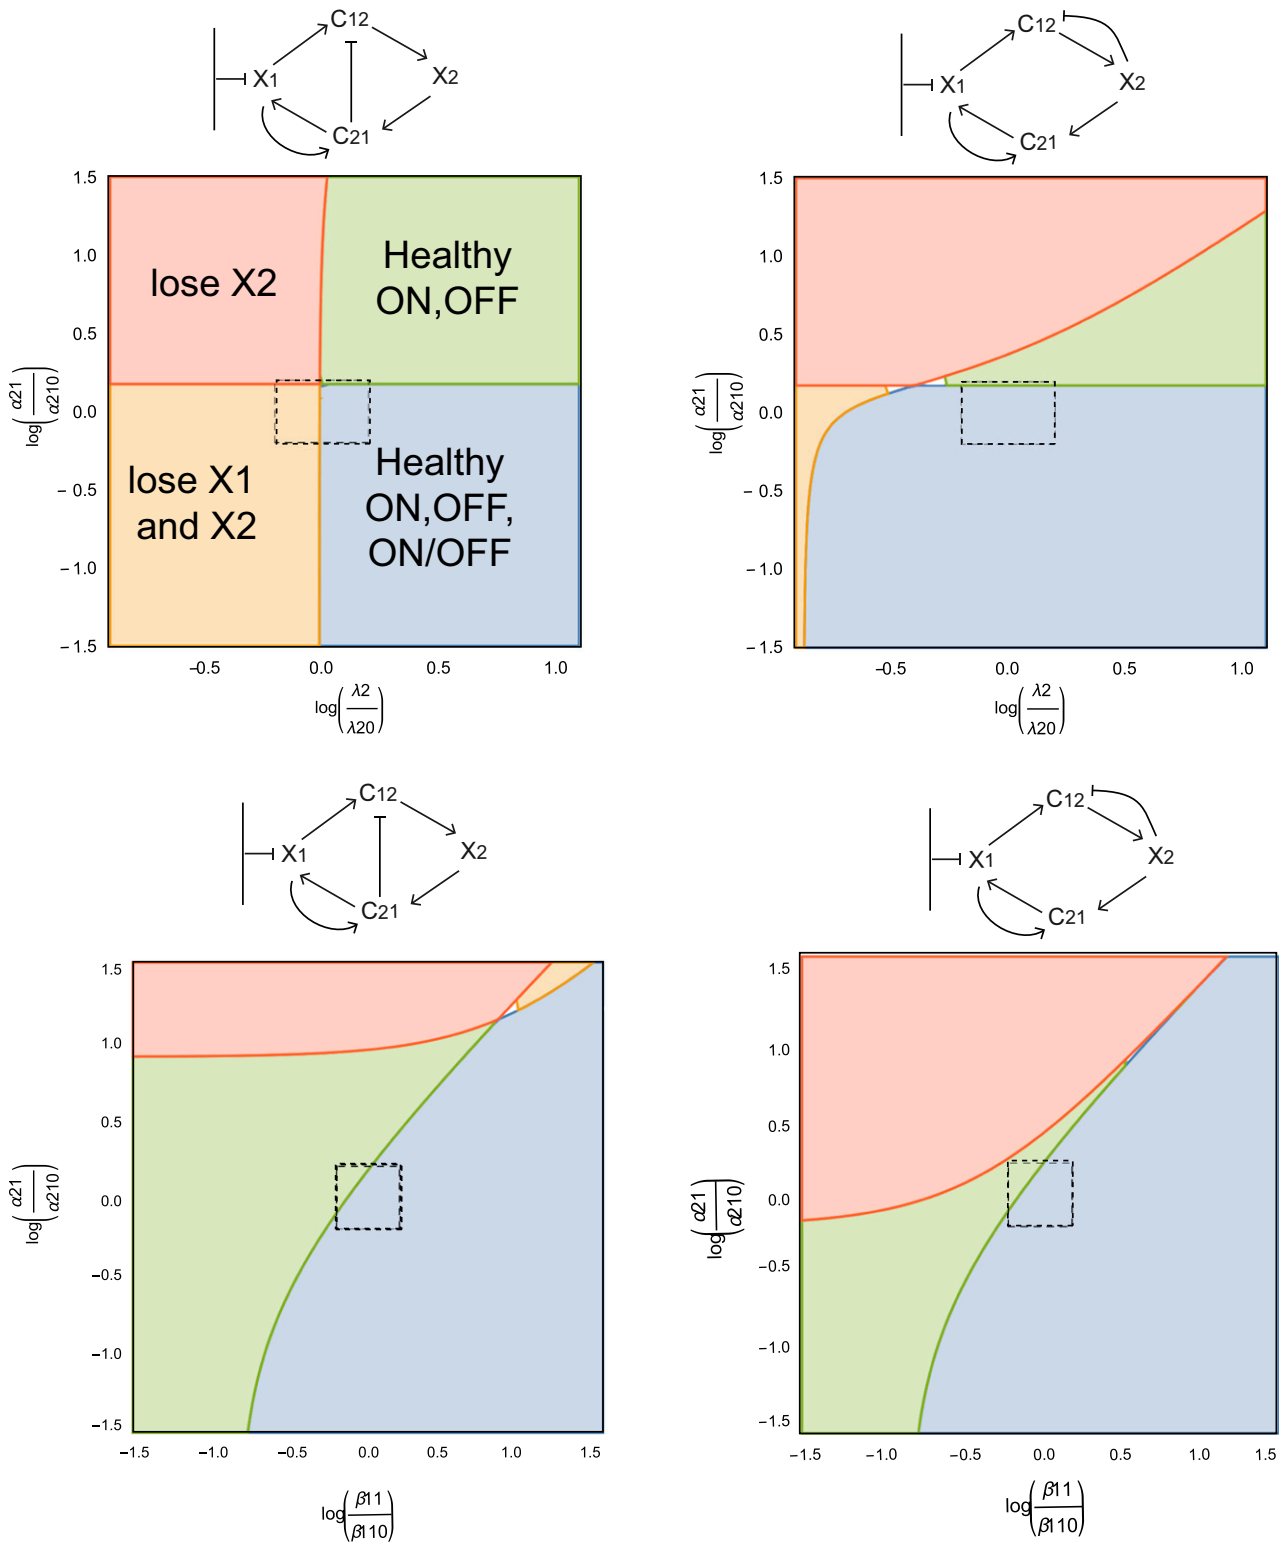 C12
X1
X2
C21
C12
X1
X2
C21
1.5
1.0
0.5
0.0
– 0.5
– 1.0
– 1.5
log(α21/α210)
lose X2
Healthy
ON,OFF
lose X1
and X2
Healthy
ON,OFF,
ON/OFF
–0.5 0.0 0.5 1.0
log(λ2/λ20)
1.5
1.0
0.5
0.0
– 0.5
– 1.0
– 1.5
log(α21/α210)
–0.5 0.0 0.5 1.0
log(λ2/λ20)
C12
X1
X2
C21
C12
X1
X2
C21
1.5
1.0
0.5
0.0
–0.5
–1.0
–1.5
log(α21/α210)
–1.5 –1.0 –0.5 0.0 0.5 1.0 1.5
log(β11/β110)
1.5
1.0
0.5
0.0
–0.5
–1.0
–1.5
log(α21/α210)
–1.5 –1.0 –0.5 0.0 0.5 1.0 1.5
log(β11/β110)